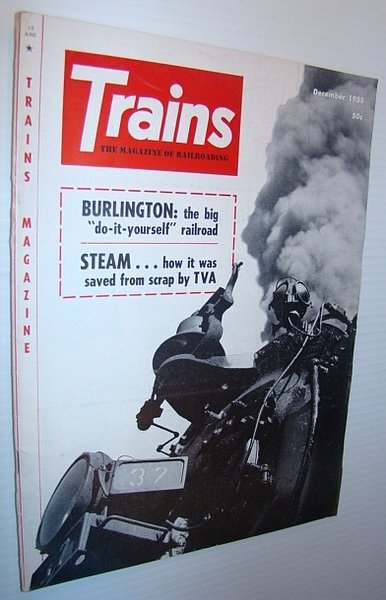 Trains
THE MAGAZINE OF RAILROADING
December 1955
50c
BURLINGTON: the big
"do-it-yourself" railroad
STEAM . . . how it was
saved from scrap by TVA
37
TRAINS MAGAZINE